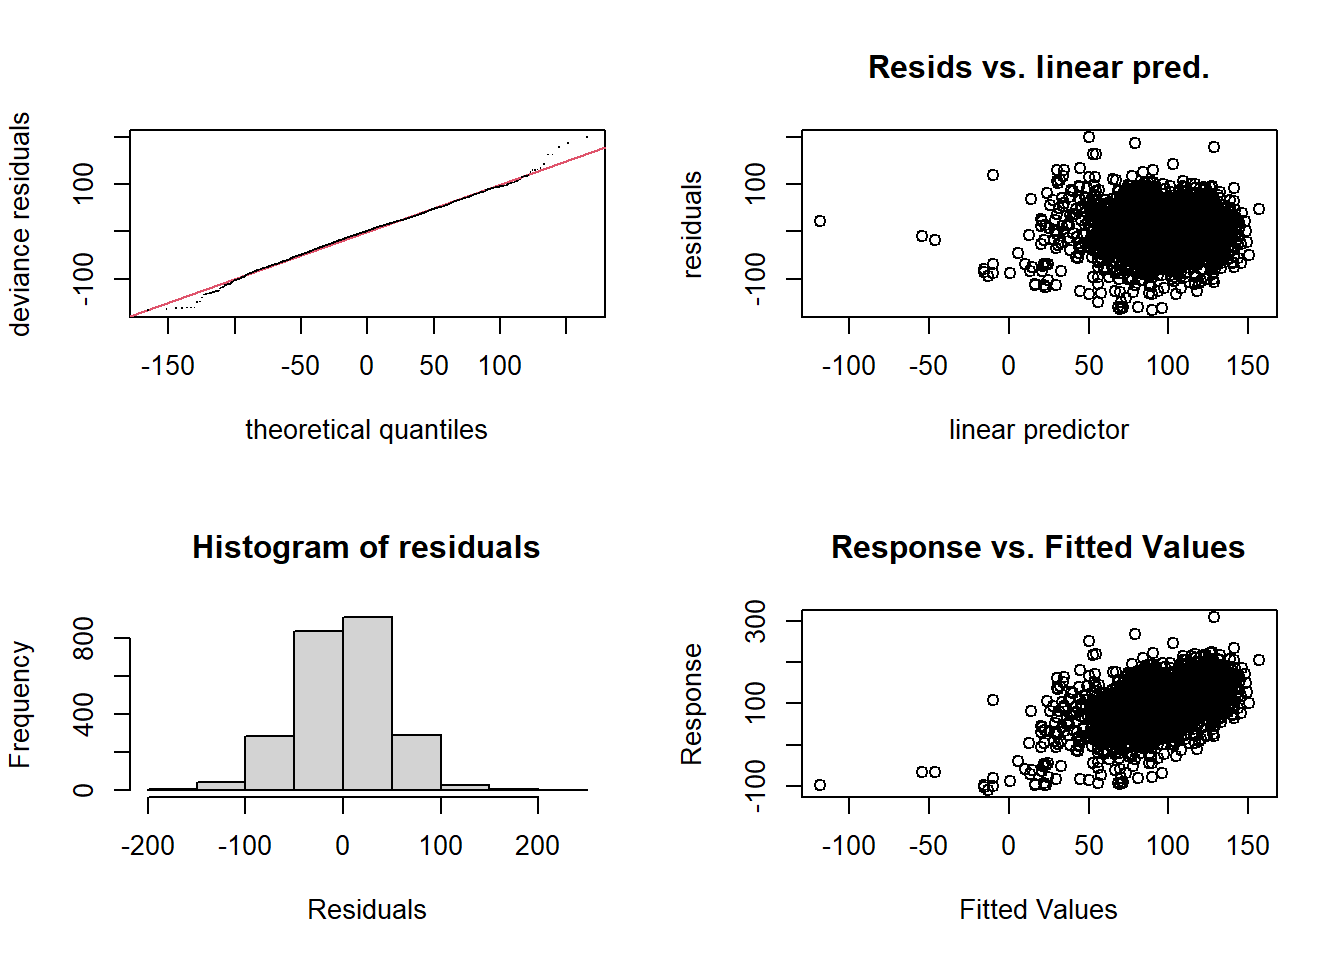 deviance residuals
100
-100
-150 -50 0 50 100
theoretical quantiles
Resids vs. linear pred.
residuals
100
-100
-100 -50 0 50 100 150
linear predictor
Histogram of residuals
Frequency
800
400
0
-200 -100 0 100 200
Residuals
Response vs. Fitted Values
Response
300
100
-100
-100 -50 0 50 100 150
Fitted Values